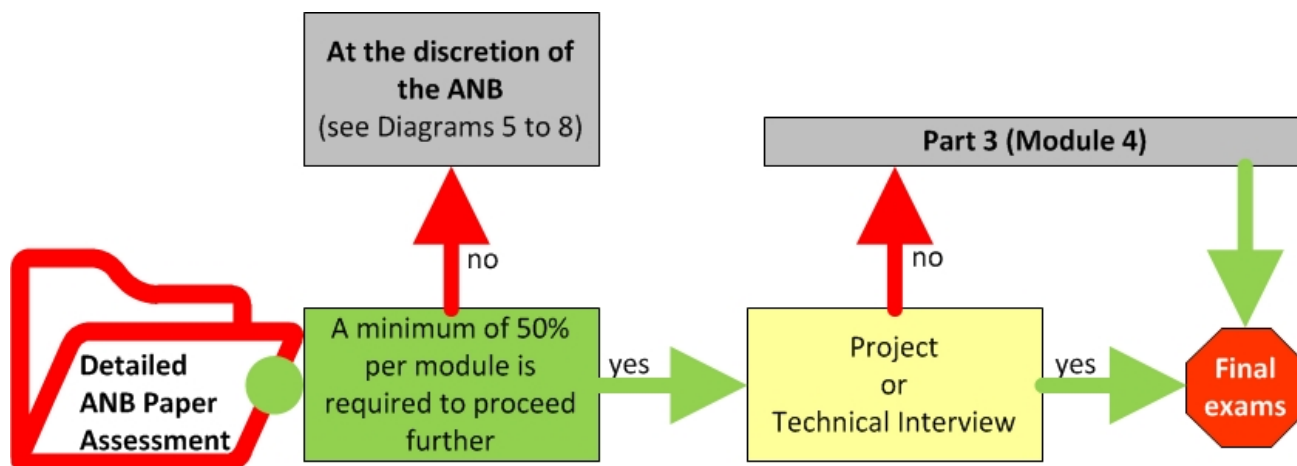 At the discretion of
the ANB
(see Diagrams 5 to 8)
Part 3 (Module 4)
no
no
Detailed
ANB Paper
Assessment
A minimum of 50%
per module is
required to proceed
further
yes
Project
or
Technical Interview
yes
Final
exams